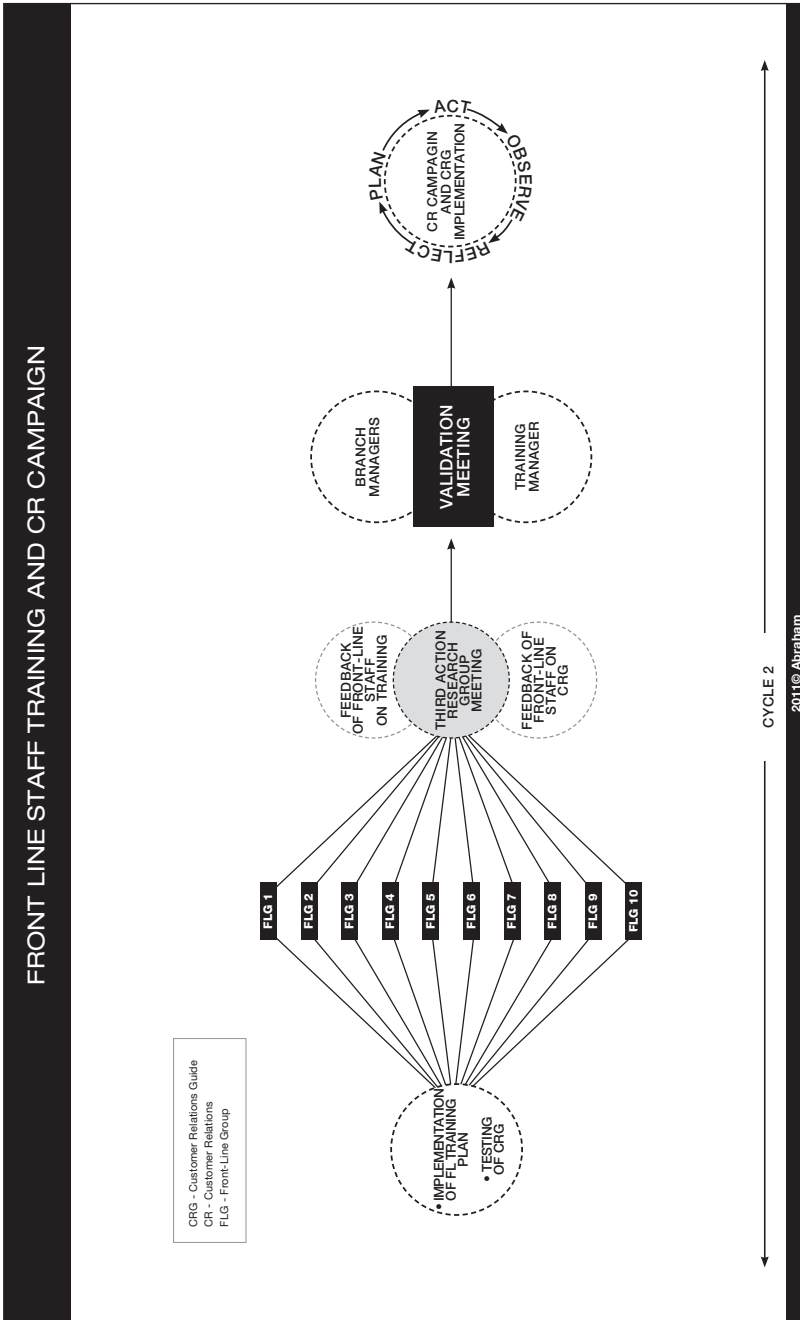 FRONT LINE STAFF TRAINING AND CR CAMPAIGN
CRG - Customer Relations Guide
CR - Customer Relations
FLG - Front-Line Group
• IMPLEMENTATION
OF FL TRAINING
PLAN
• TESTING
OF CRG
FLG 1
FLG 2
FLG 3
FLG 4
FLG 5
FLG 6
FLG 7
FLG 8
FLG 9
FLG 10
FEEDBACK
OF FRONT-LINE
STAFF
ON TRAINING
THIRD ACTION
RESEARCH
GROUP
MEETING
FEEDBACK OF
FRONT-LINE
STAFF ON
CRG
BRANCH
MANAGERS
VALIDATION
MEETING
TRAINING
MANAGER
PLAN
ACT
OBSERVE
REFLECT
CR CAMPAGIN
AND CRG
IMPLEMENTATION
CYCLE 2
2011© Abraham